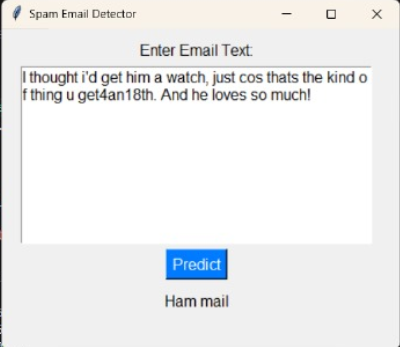 Spam Email Detector
Enter Email Text:
I thought i'd get him a watch, just cos thats the kind o
f thing u get4an18th. And he loves so much!
Predict
Ham mail